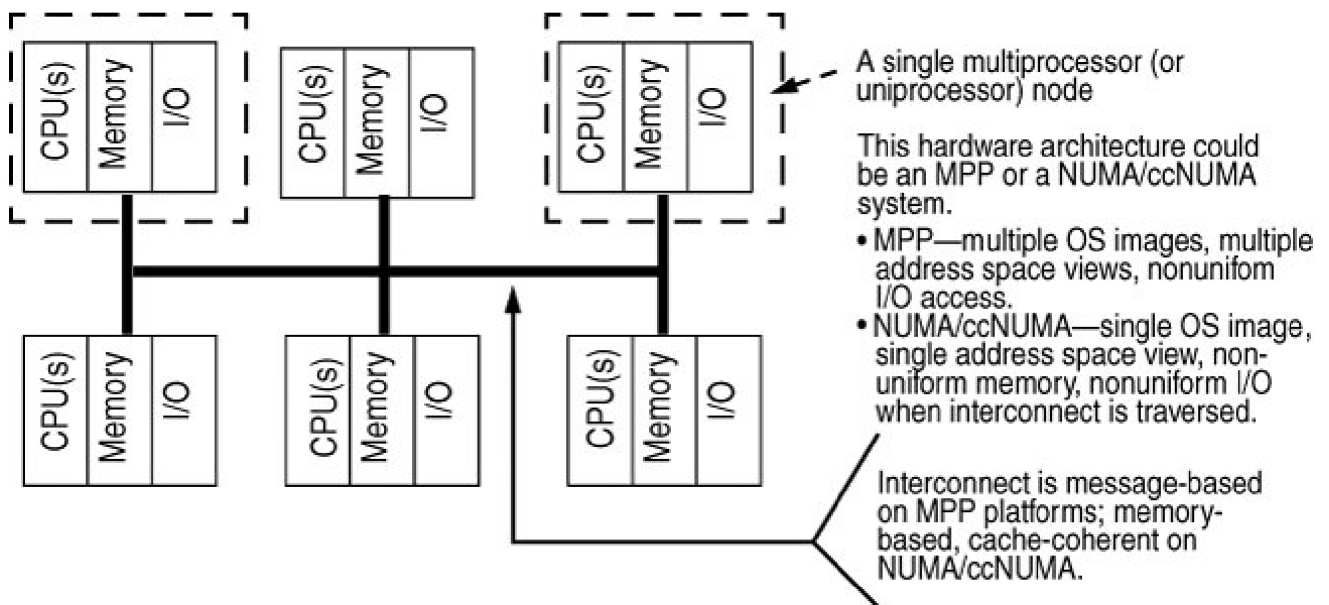 CPU(s)
Memory
I/O
CPU(s)
Memory
I/O
CPU(s)
Memory
I/O
A single multiprocessor (or
uniprocessor) node
This hardware architecture could
be an MPP or a NUMA/ccNUMA
system.
• MPP—multiple OS images, multiple
address space views, nonunifom
I/O access.
• NUMA/ccNUMA—single OS image,
single address space view, non-
uniform memory, nonuniform I/O
when interconnect is traversed.
CPU(s)
Memory
I/O
CPU(s)
Memory
I/O
CPU(s)
Memory
I/O
Interconnect is message-based
on MPP platforms; memory-
based, cache-coherent on
NUMA/ccNUMA.